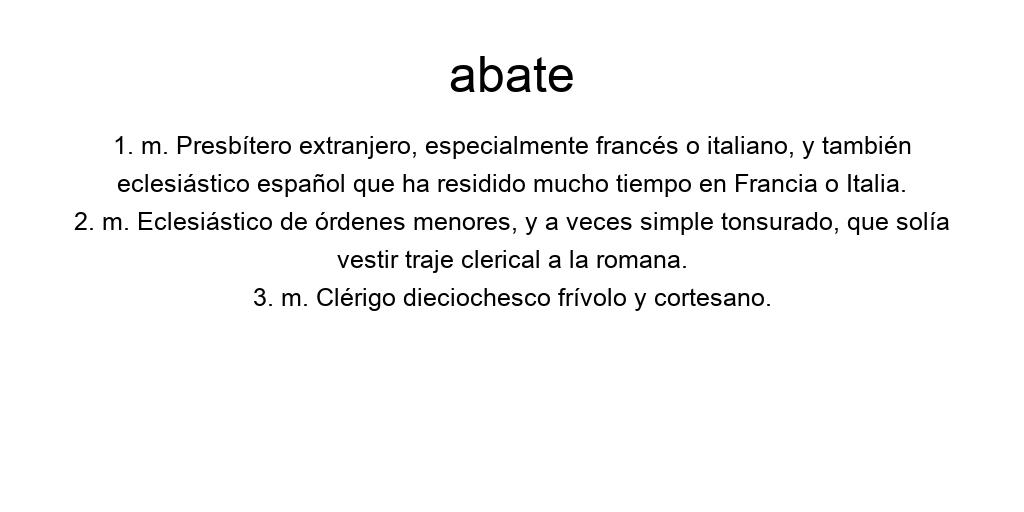 abate
1. m. Presbítero extranjero, especialmente francés o italiano, y también
eclesiástico español que ha residido mucho tiempo en Francia o Italia.
2. m. Eclesiástico de órdenes menores, y a veces simple tonsurado, que solía
vestir traje clerical a la romana.
3. m. Clérigo dieciochesco frívolo y cortesano.